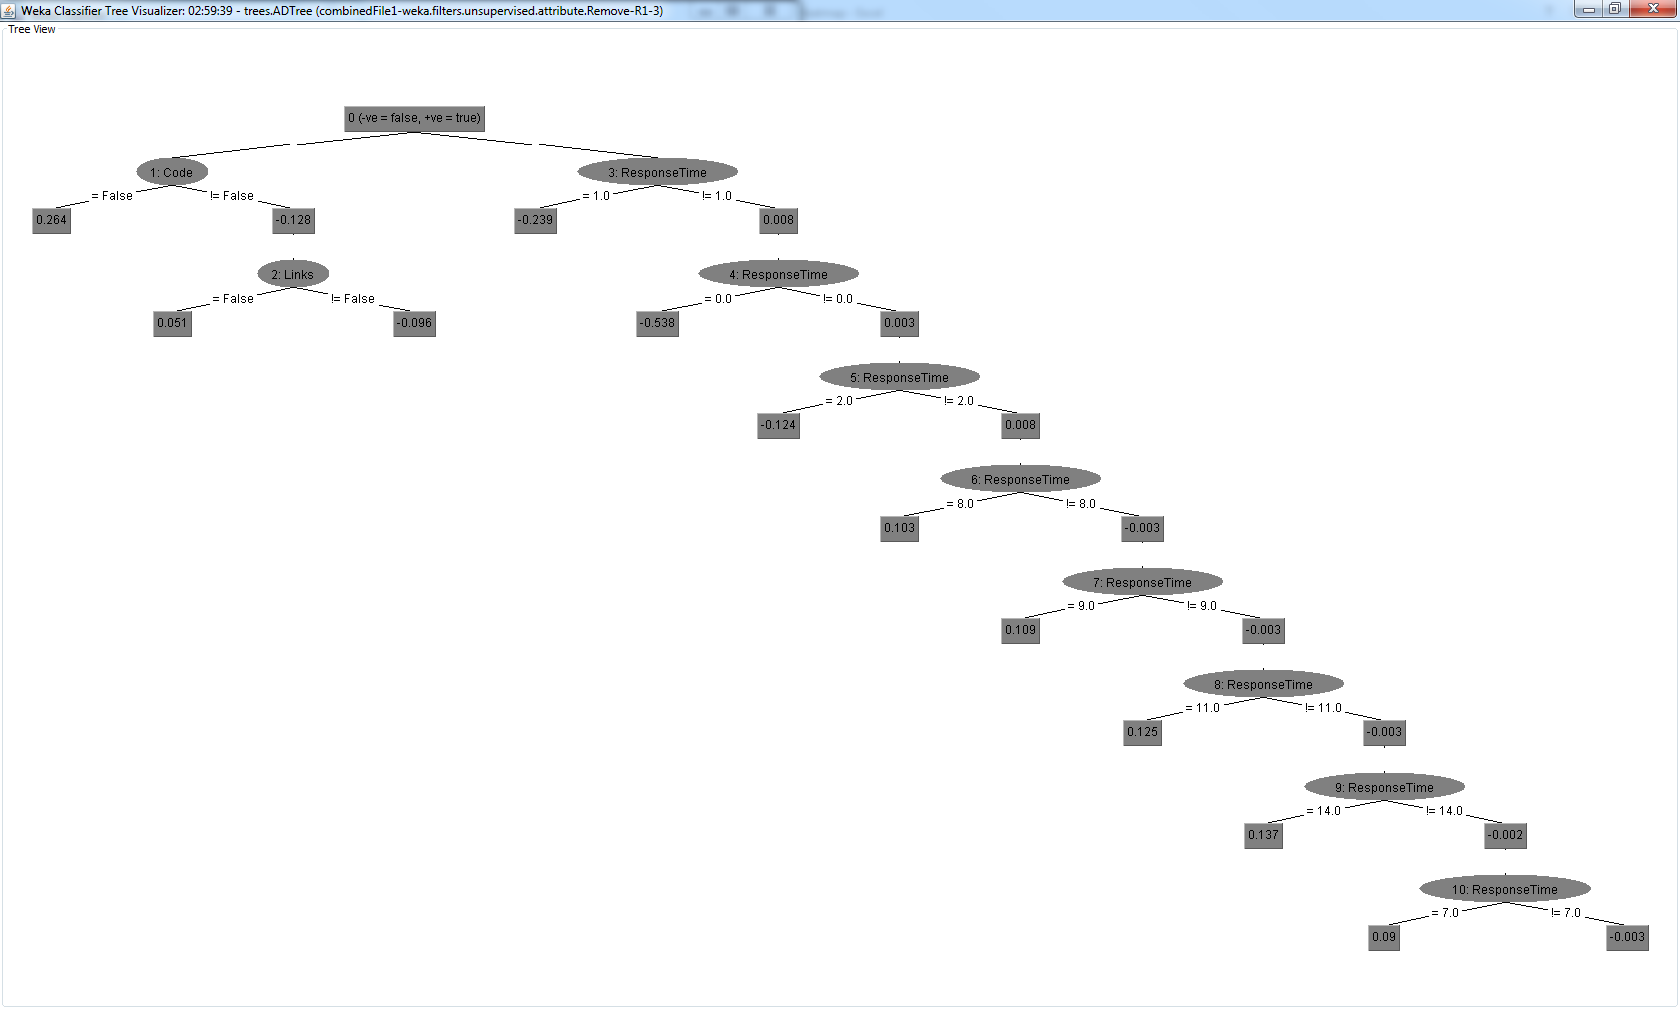 Weka Classifier Tree Visualizer: 02:59:39 - trees.ADTree (combinedFile1-weka.filters.unsupervised.attribute.Remove-R1-3)
Tree View
0 (-ve = false, +ve = true)
1: Code
3: ResponseTime
= False
!= False
= 1.0
!= 1.0
0.264
-0.128
-0.239
0.008
2: Links
4: ResponseTime
= False
!= False
= 0.0
!= 0.0
0.051
-0.096
-0.538
0.003
5: ResponseTime
= 2.0
!= 2.0
-0.124
0.008
6: ResponseTime
= 8.0
!= 8.0
0.103
-0.003
7: ResponseTime
= 9.0
!= 9.0
0.109
-0.003
8: ResponseTime
= 11.0
!= 11.0
0.125
-0.003
9: ResponseTime
= 14.0
!= 14.0
0.137
-0.002
10: ResponseTime
= 7.0
!= 7.0
0.09
-0.003